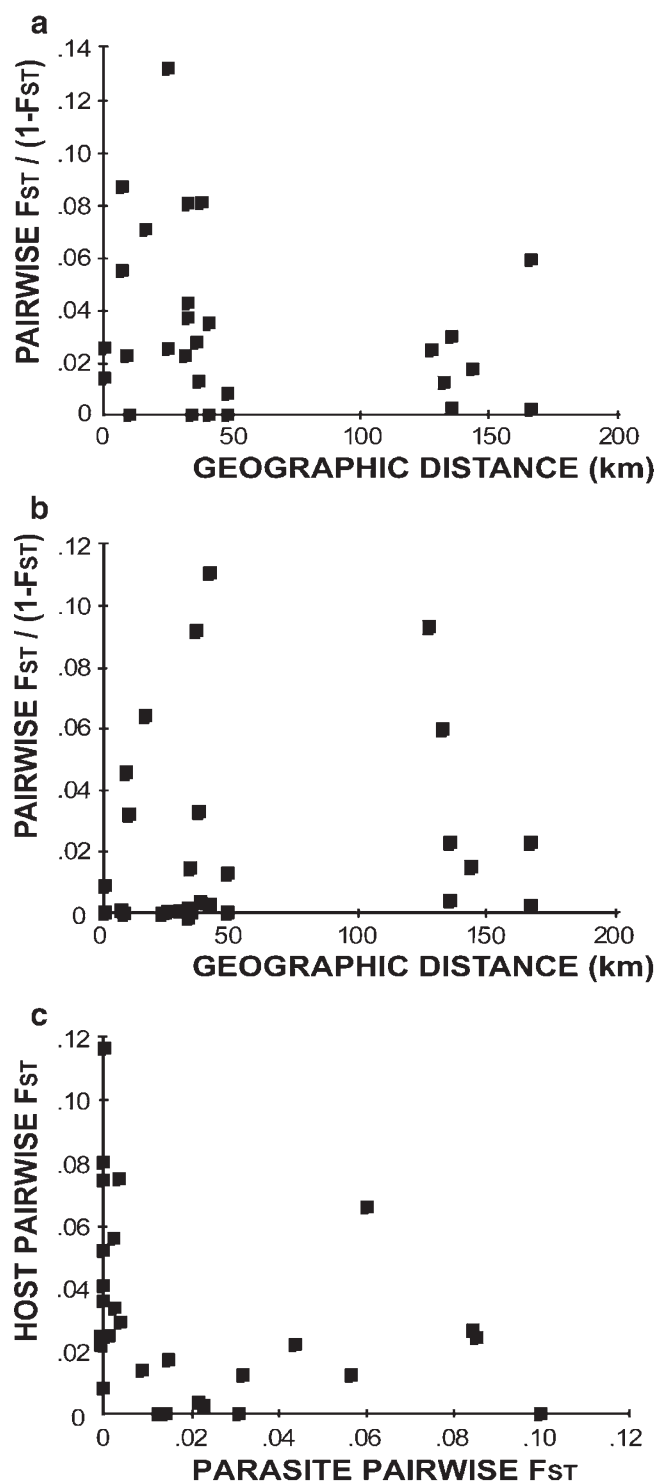 a
PAIRWISE FST / (1-FST)
.14
.12
.10
.08
.06
.04
.02
0
0 50 100 150 200
GEOGRAPHIC DISTANCE (km)
b
PAIRWISE FST / (1-FST)
.12
.10
.08
.06
.04
.02
0
0 50 100 150 200
GEOGRAPHIC DISTANCE (km)
c
HOST PAIRWISE FST
.12
.10
.08
.06
.04
.02
0
0 .02 .04 .06 .08 .10 .12
PARASITE PAIRWISE FST